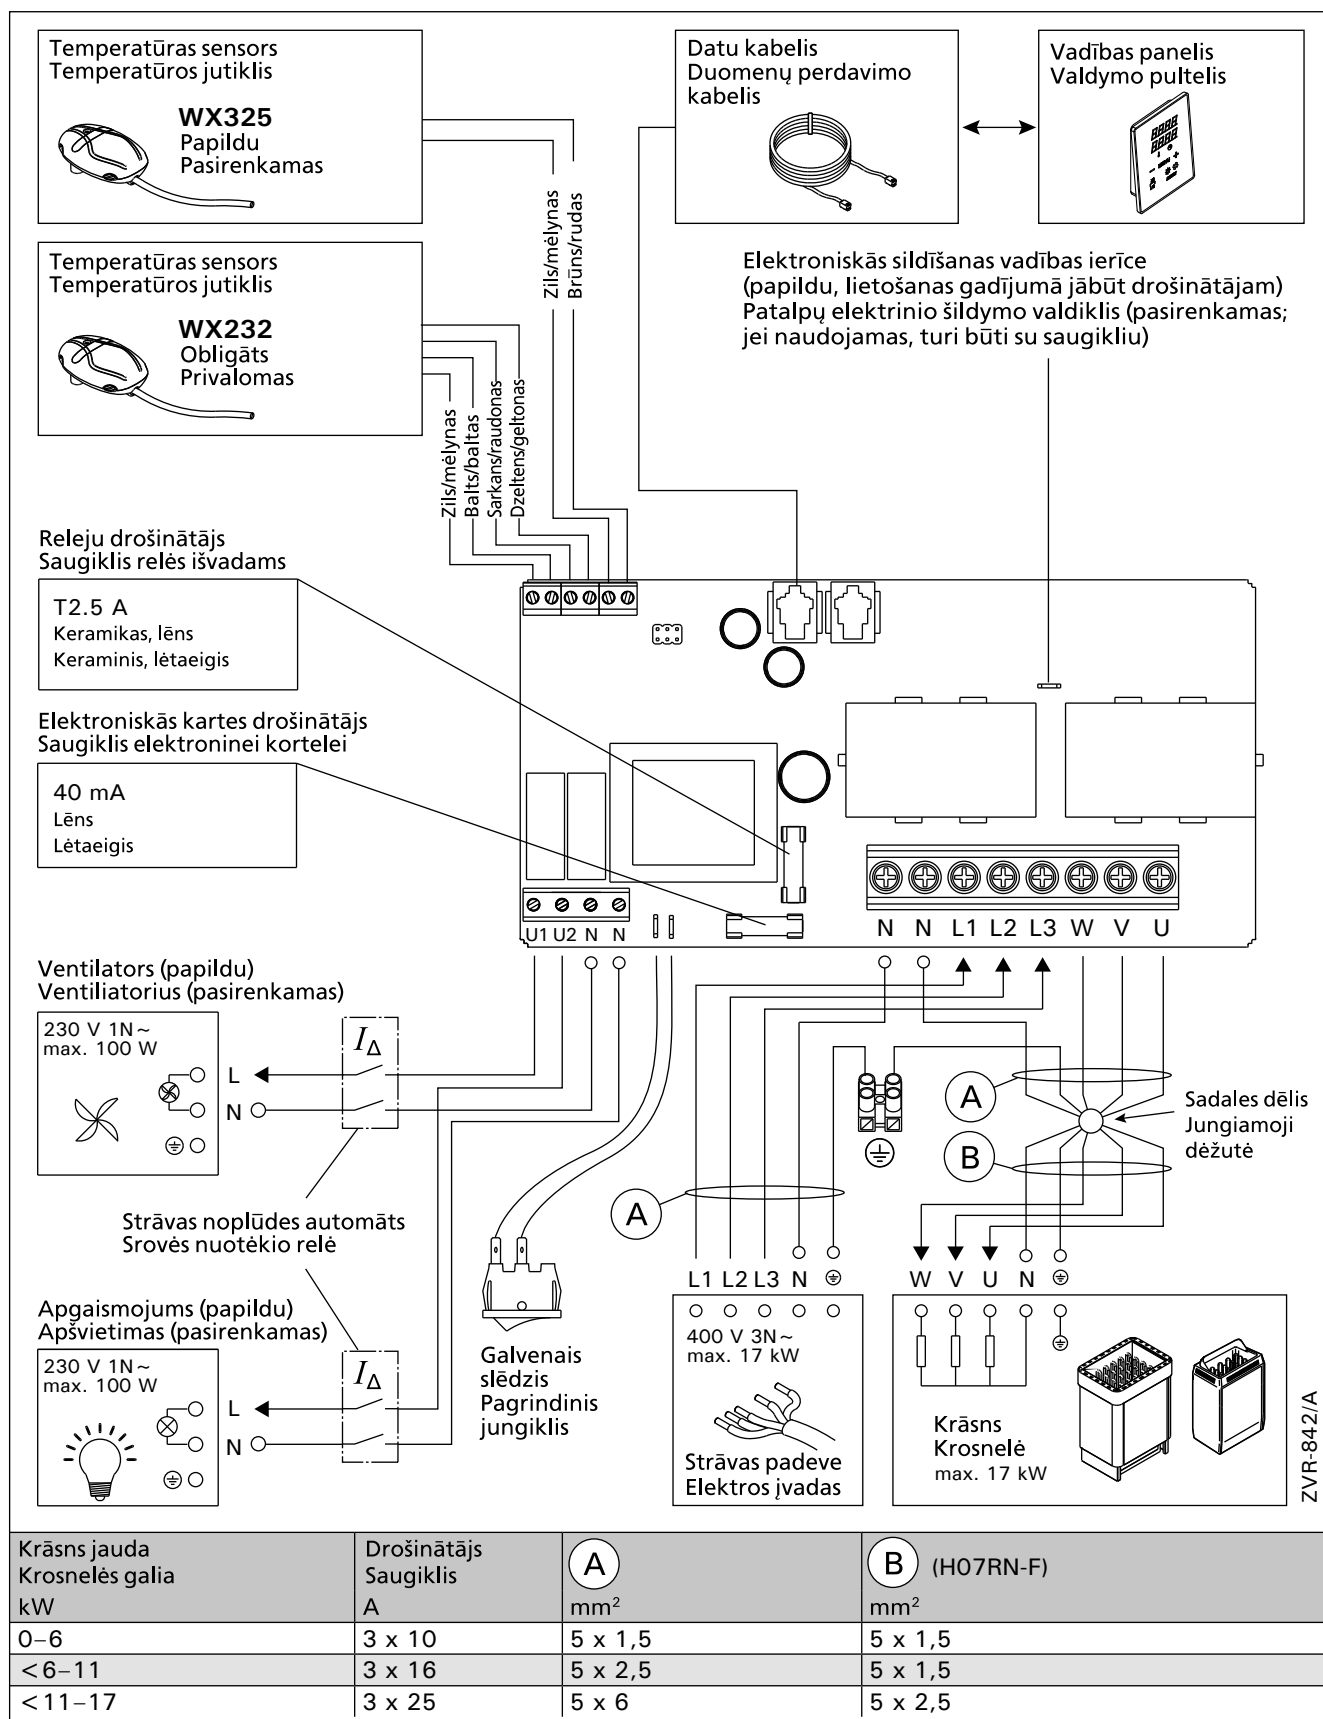 Temperatūras sensors
Temperatūros jutiklis
WX325
Papildu
Pasirenkamas
Datu kabelis
Duomenų perdavimo
kabelis
Vadības panelis
Valdymo pultelis
Zils/mėlynas
Brūns/rudas
Temperatūras sensors
Temperatūros jutiklis
WX232
Obligāts
Privalomas
Elektroniskās sildīšanas vadības ierīce
(papildu, lietošanas gadījumā jābūt drošinātājam)
Patalpų elektrinio šildymo valdiklis (pasirenkamas;
jei naudojamas, turi būti su saugikliu)
Zils/mėlynas
Balts/baltas
Sarkans/raudonas
Dzeltens/geltonas
Releju drošinātājs
Saugiklis relės išvadams
T2.5 A
Keramikas, lēns
Keraminis, lėtaeigis
Elektroniskās kartes drošinātājs
Saugiklis elektroninei kortelei
40 mA
Lēns
Lėtaeigis
U1 U2 N N
N N L1 L2 L3 W V U
Ventilators (papildu)
Ventiliatorius (pasirenkamas)
230 V 1N~
max. 100 W
L
N
IΔ
A
B
Sadales dēlis
Jungiamoji
dėžutė
A
Strāvas noplūdes automāts
Srovės nuotėkio relė
L1 L2 L3 N
W V U N
Apgaismojums (papildu)
Apšvietimas (pasirenkamas)
230 V 1N~
max. 100 W
L
N
IΔ
Galvenais
slēdzis
Pagrindinis
jungiklis
400 V 3N~
max. 17 kW
Strāvas padeve
Elektros įvadas
Krāsns
Krosnelė
max. 17 kW
ZVR-842/A
Krāsns jauda
Krosnelės galia
kW
Drošinātājs
Saugiklis
A
A
mm²
B (H07RN-F)
mm²
0–6 3 x 10 5 x 1,5 5 x 1,5
<6–11 3 x 16 5 x 2,5 5 x 1,5
<11–17 3 x 25 5 x 6 5 x 2,5